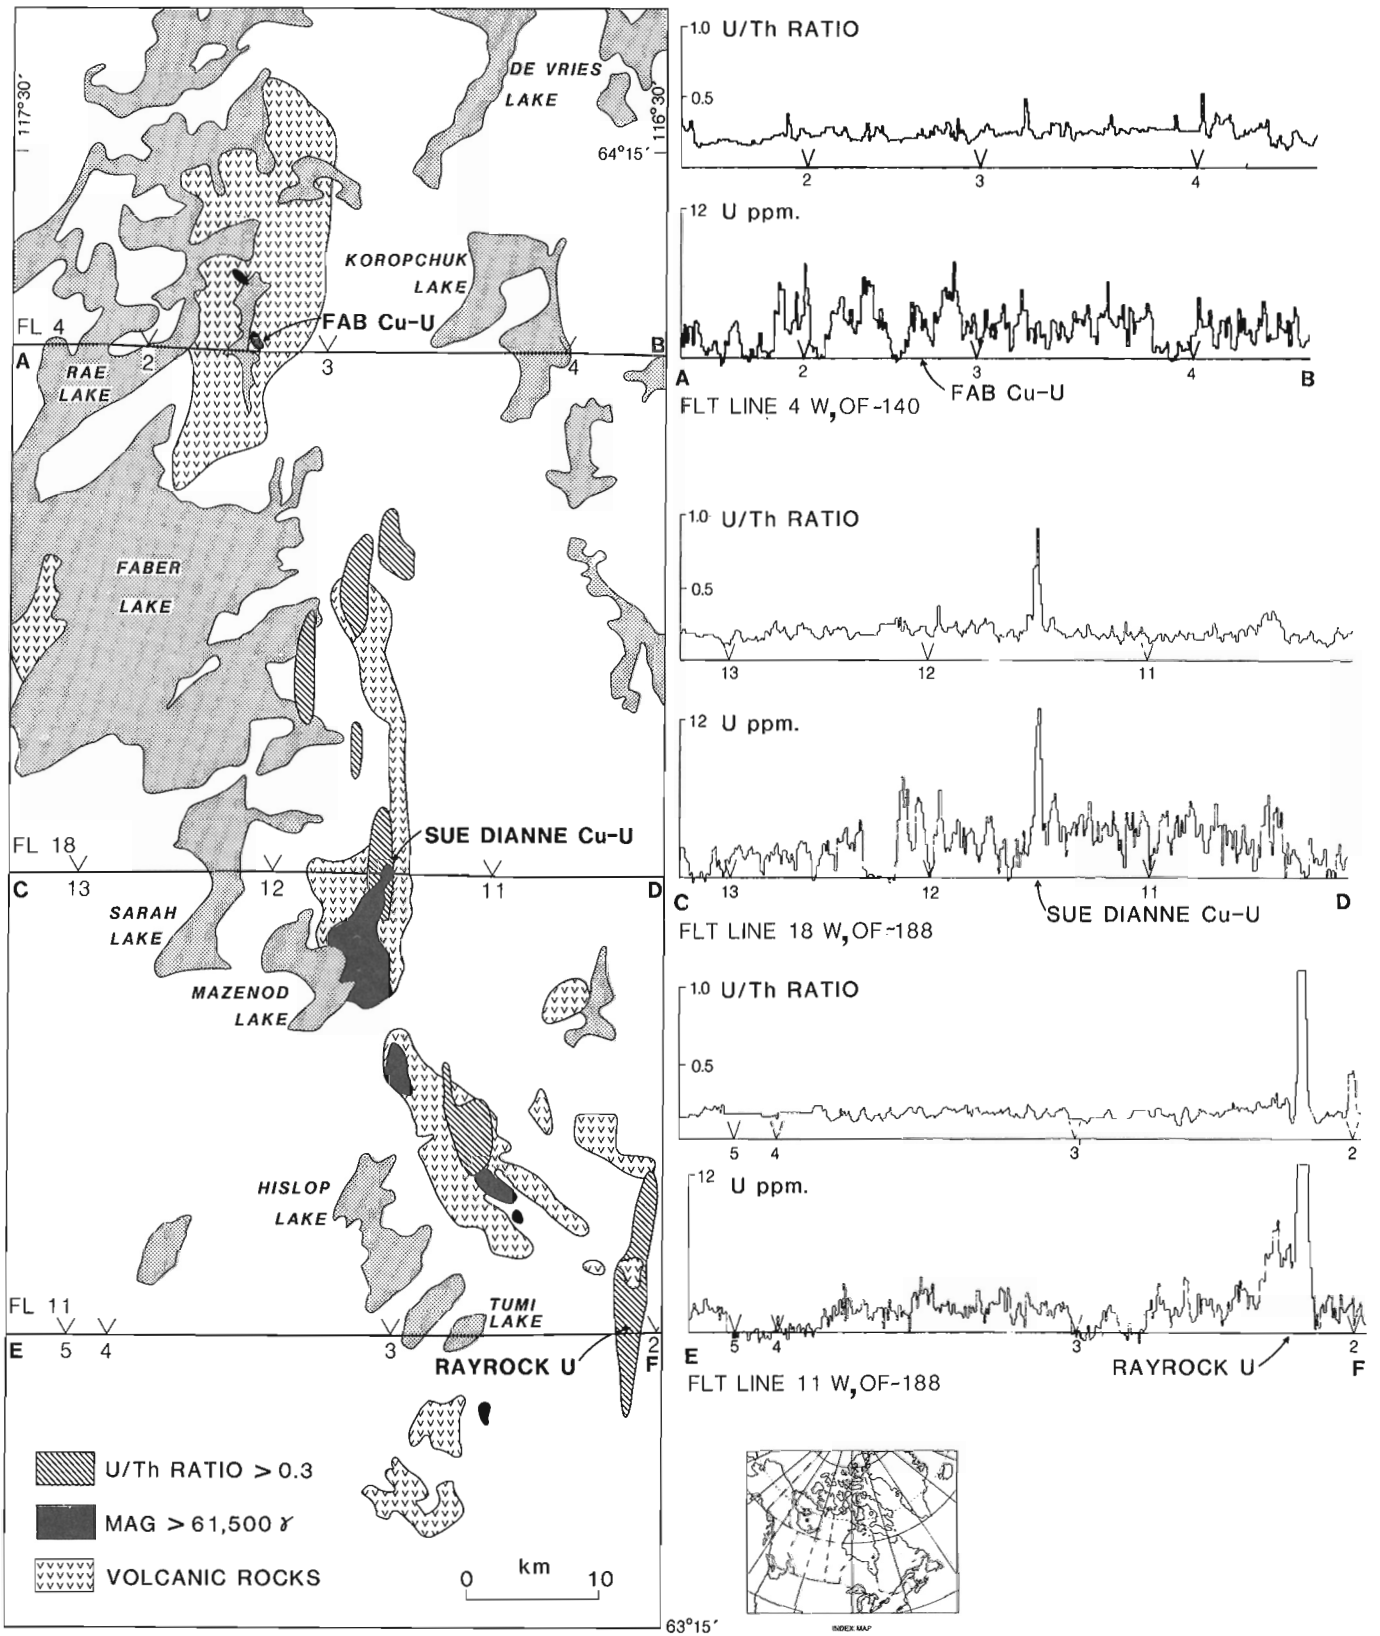 117°30′
DE VRIES
LAKE
116°30′
64°15′
KOROPCHUK
LAKE
FAB Cu-U
FL 4
A
2
3
4
B
RAE
LAKE
FABER
LAKE
SUE DIANNE Cu-U
FL 18
C
13
12
11
D
SARAH
LAKE
MAZENOD
LAKE
HISLOP
LAKE
TUMI
LAKE
FL 11
E
5
4
3
2
F
RAYROCK U
U/Th RATIO > 0.3
MAG > 61,500 γ
VOLCANIC ROCKS
km
0
10
63°15′
1.0 U/Th RATIO
0.5
2
3
4
12 U ppm.
A
2
3
4
B
FAB Cu-U
FLT LINE 4 W,OF-140
1.0 U/Th RATIO
0.5
13
12
11
12 U ppm.
C
13
12
11
D
SUE DIANNE Cu-U
FLT LINE 18 W,OF-188
1.0 U/Th RATIO
0.5
5
4
3
2
12 U ppm.
E
5
4
3
2
F
RAYROCK U
FLT LINE 11 W,OF-188
INDEX MAP